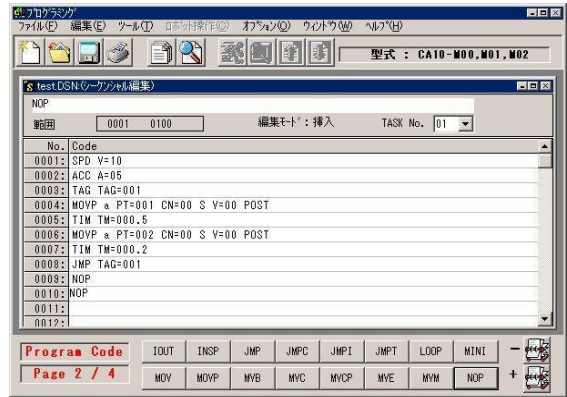 プログラミング
ファイル(F) 編集(E) ツール(T) ロボット操作(O) オプション(O) ウィンドウ(W) ヘルプ(H)
型式 : CA10-M00,M01,M02
test.DSN:(シーケンシャル編集)
NOP
範囲 0001 0100 編集モード:挿入 TASK No. 01
No. Code
0001: SPD V=10
0002: ACC A=05
0003: TAG TAG=001
0004: MOVP a PT=001 CN=00 S V=00 POST
0005: TIM TM=000.5
0006: MOVP a PT=002 CN=00 S V=00 POST
0007: TIM TM=000.2
0008: JMP TAG=001
0009: NOP
0010: NOP
0011:
0012:
Program Code IOUT INSP JMP JMPC JMPI JMPT LOOP MINI -
Page 2 / 4 MOV MOVP MVB MVC MVCP MVE MVM NOP +